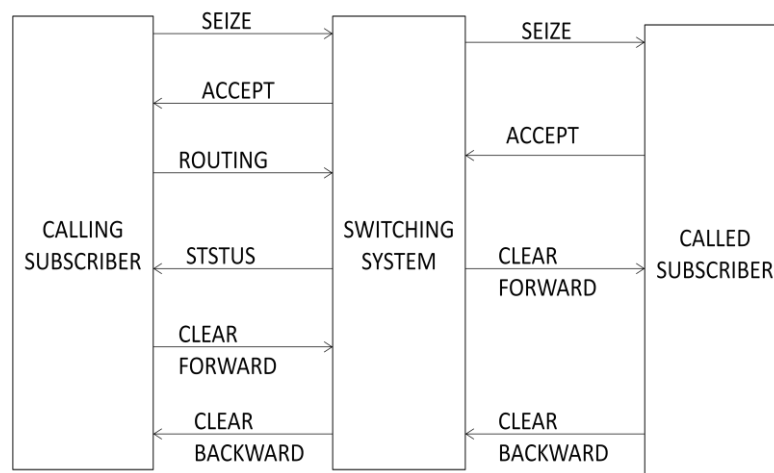 SEIZE
SEIZE
ACCEPT
ACCEPT
ROUTING
CALLING
SUBSCRIBER
SWITCHING
SYSTEM
CALLED
SUBSCRIBER
STSTUS
CLEAR
FORWARD
CLEAR
FORWARD
CLEAR
BACKWARD
CLEAR
BACKWARD